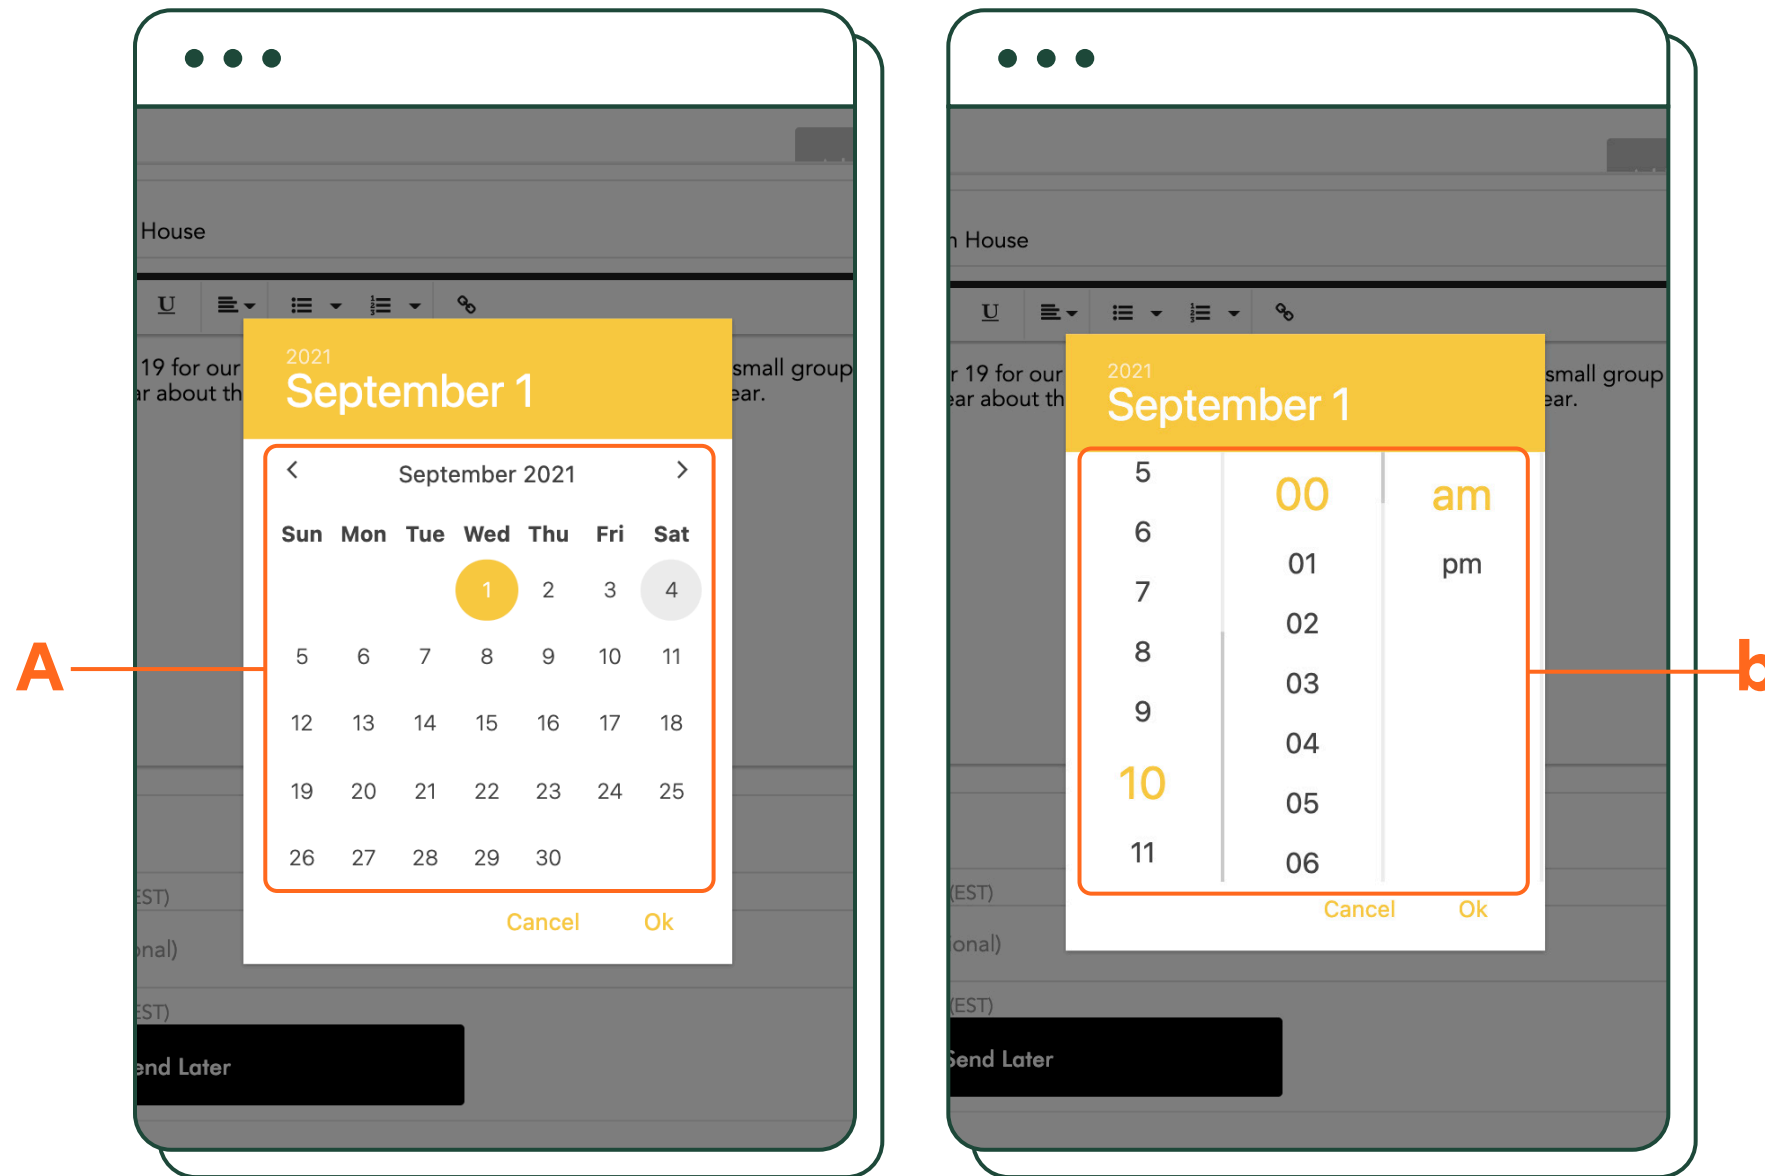 House
U
19 for our
small group
about th
2021
September 1
September 2021
Sun Mon Tue Wed Thu Fri Sat
1 2 3 4
5 6 7 8 9 10 11
12 13 14 15 16 17 18
19 20 21 22 23 24 25
26 27 28 29 30
Cancel Ok
EST)
onal)
EST)
end Later
A
House
U
19 for our
small group
ear about th
ear.
2021
September 1
5
6
7
8
9
10
11
00
01
02
03
04
05
06
am
pm
Cancel Ok
(EST)
onal)
(EST)
Send Later
b